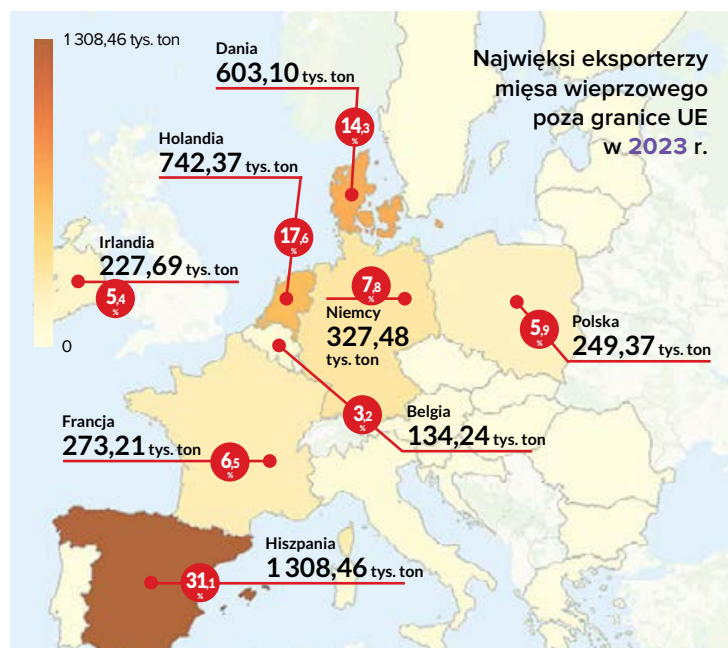 1 308,46 tys. ton
0
Najwięksi eksporterzy
mięsa wieprzowego
poza granice UE
w 2023 r.
Dania
603,10 tys. ton
14,3
%
Holandia
742,37 tys. ton
17,6
%
Irlandia
227,69 tys. ton
5,4
%
7,8
%
Niemcy
327,48
tys. ton
5,9
%
Polska
249,37 tys. ton
3,2
%
Belgia
134,24 tys. ton
Francja
273,21 tys. ton
6,5
%
Hiszpania
1 308,46 tys. ton
31,1
%